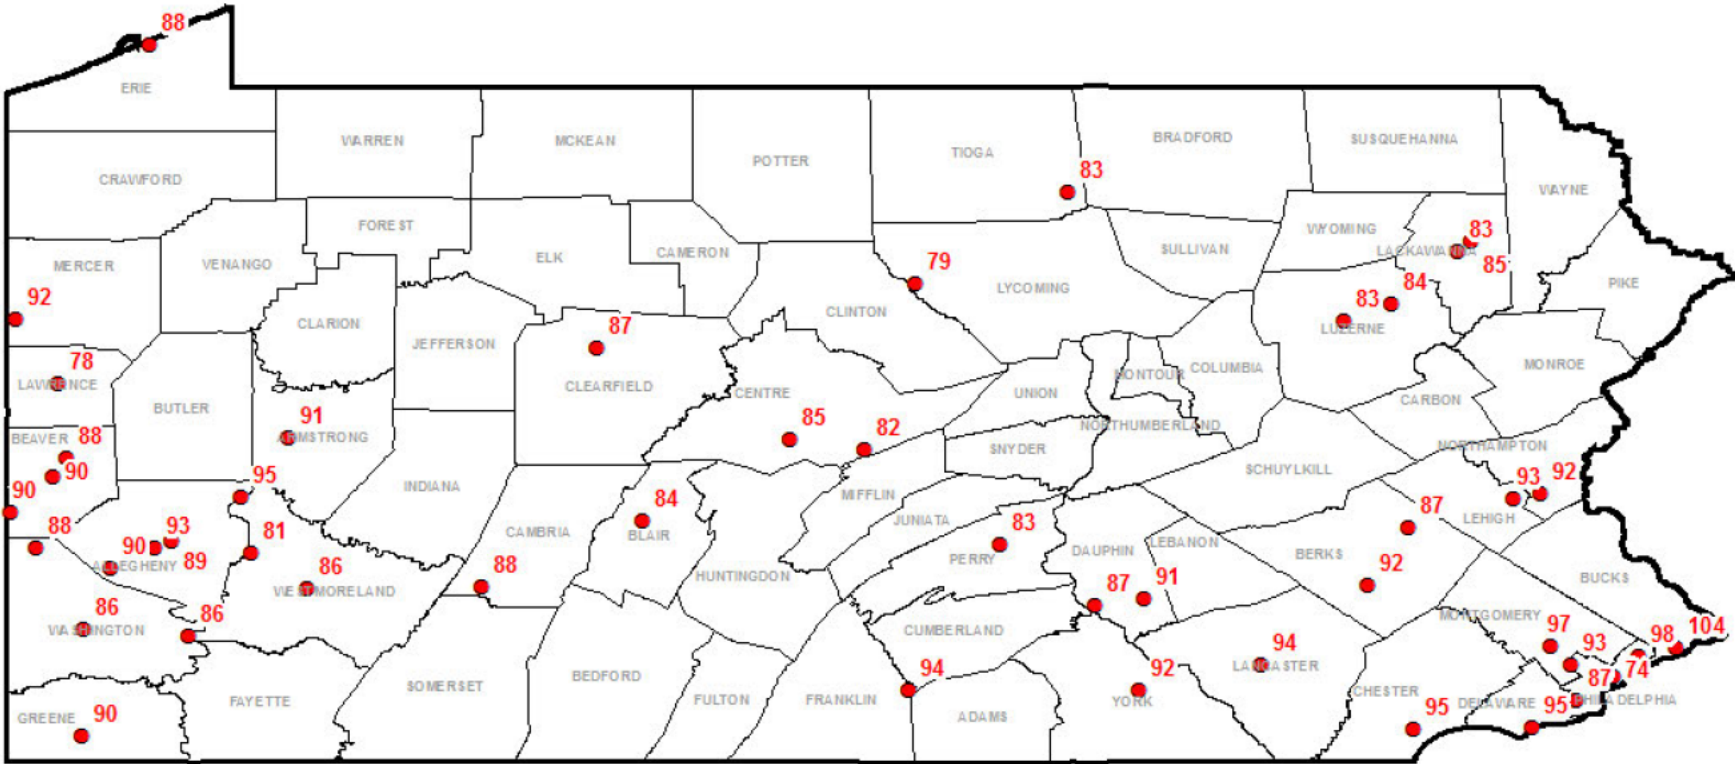 88
ERIE
WARREN
MCKEAN
POTTER
TIOGA
BRADFORD
SUSQUEHANNA
CRAWFORD
83
WAYNE
FOREST
WYOMING
83
MERCER
VENANGO
ELK
CAMERON
SULLIVAN
LACKAWANNA
79
85
92
LYCOMING
84
PIKE
83
CLARION
CLINTON
87
LUZERNE
JEFFERSON
78
LAWRENCE
CLEARFIELD
MONTOUR
COLUMBIA
MONROE
CENTRE
UNION
CARBON
BUTLER
91
85
82
NORTHUMBERLAND
BEAVER
88
ARMSTRONG
SNYDER
NORTHAMPTON
90
95
SCHUYLKILL
93
92
90
INDIANA
84
MIFFLIN
87
88
93
81
CAMBRIA
BLAIR
JUNIATA
83
LEHIGH
90
89
DAUPHIN
LEBANON
BERKS
ALLEGHENY
86
88
HUNTINGDON
PERRY
87
91
92
BUCKS
WESTMORELAND
86
86
MONTGOMERY
WASHINGTON
CUMBERLAND
97
93
98
104
94
94
92
LANCASTER
87
74
SOMERSET
BEDFORD
CHESTER
GREENE
90
FAYETTE
FULTON
FRANKLIN
ADAMS
YORK
95
DELAWARE
95
PHILADELPHIA